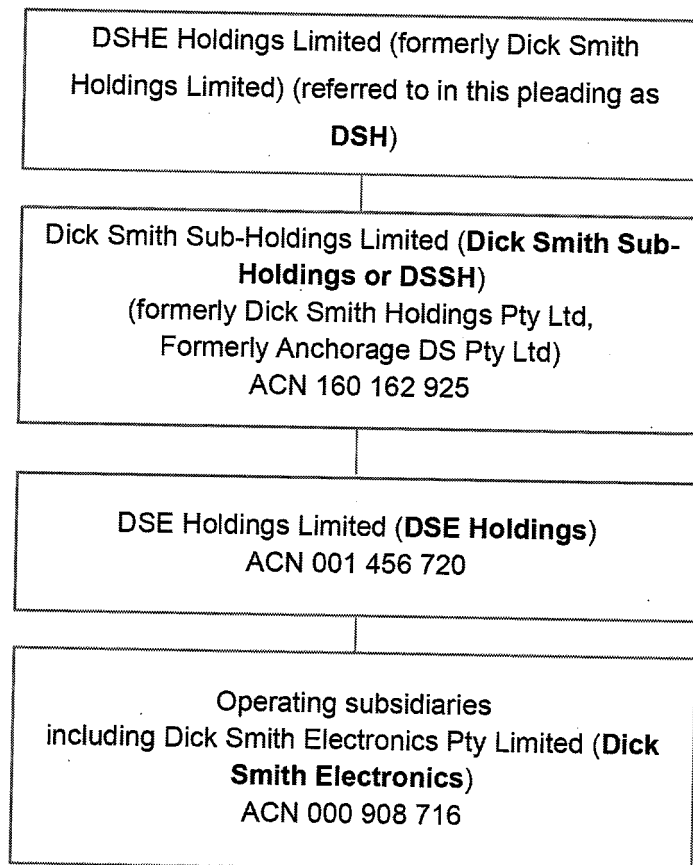 DSHE Holdings Limited (formerly Dick Smith
Holdings Limited) (referred to in this pleading as
DSH)
Dick Smith Sub-Holdings Limited (Dick Smith Sub-
Holdings or DSSH)
(formerly Dick Smith Holdings Pty Ltd,
Formerly Anchorage DS Pty Ltd)
ACN 160 162 925
DSE Holdings Limited (DSE Holdings)
ACN 001 456 720
Operating subsidiaries
including Dick Smith Electronics Pty Limited (Dick
Smith Electronics)
ACN 000 908 716